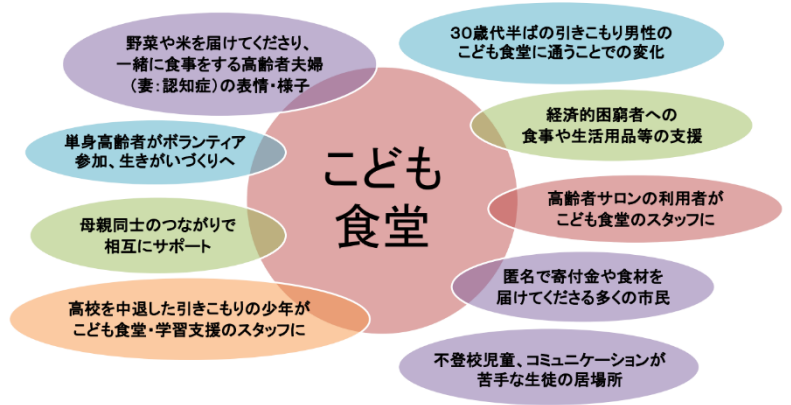 野菜や米を届けてくださり、
一緒に食事をする高齢者夫婦
（妻：認知症）の表情・様子
単身高齢者がボランティア
参加、生きがいづくりへ
母親同士のつながりで
相互にサポート
高校を中退した引きこもりの少年が
こども食堂・学習支援のスタッフに
こども
食堂
３０歳代半ばの引きこもり男性の
こども食堂に通うことでの変化
経済的困窮者への
食事や生活用品等の支援
高齢者サロンの利用者が
こども食堂のスタッフに
匿名で寄付金や食材を
届けてくださる多くの市民
不登校児童、コミュニケーションが
苦手な生徒の居場所